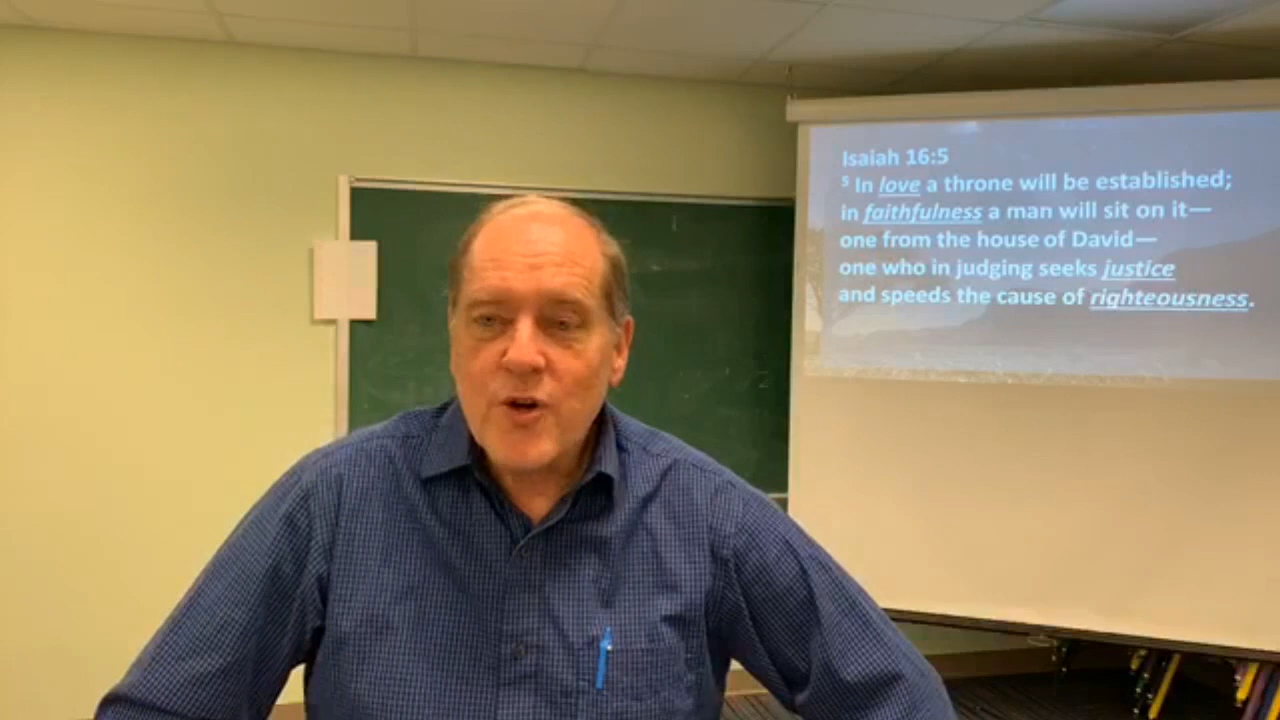 Isaiah 16:5
⁵ In love a throne will be established;
in faithfulness a man will sit on it—
one from the house of David—
one who in judging seeks justice
and speeds the cause of righteousness.